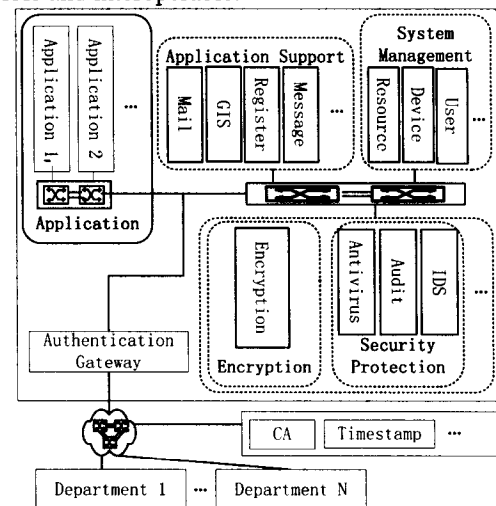 Application 1
Application 2
...
Application
Application Support
Mail
GIS
Register
Message
...
System
Management
Resource
Device
User
...
Encryption
Encryption
Antivirus
Audit
IDS
...
Security
Protection
...
Authentication
Gateway
CA
Timestamp
...
Department 1
...
Department N